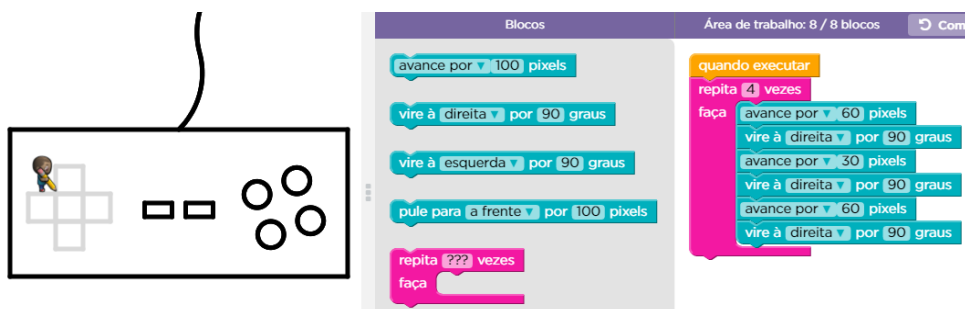 Blocos
avance por ▾ 100 pixels
vire à direita ▾ por 90 graus
vire à esquerda ▾ por 90 graus
pule para a frente ▾ por 100 pixels
repita ??? vezes
faça
Área de trabalho: 8 / 8 blocos
Com
quando executar
repita 4 vezes
faça avance por ▾ 60 pixels
vire à direita ▾ por 90 graus
avance por ▾ 30 pixels
vire à direita ▾ por 90 graus
avance por ▾ 60 pixels
vire à direita ▾ por 90 graus